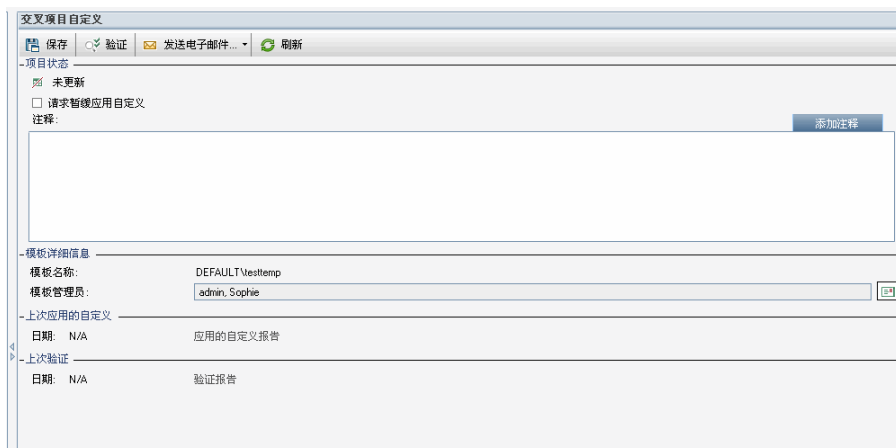 交叉项目自定义
保存 验证 发送电子邮件... 刷新
项目状态
未更新
请求暂缓应用自定义
注释:
添加注释
模板详细信息
模板名称: DEFAULT\testtemp
模板管理员: admin, Sophie
上次应用的自定义
日期: N/A 应用的自定义报告
上次验证
日期: N/A 验证报告